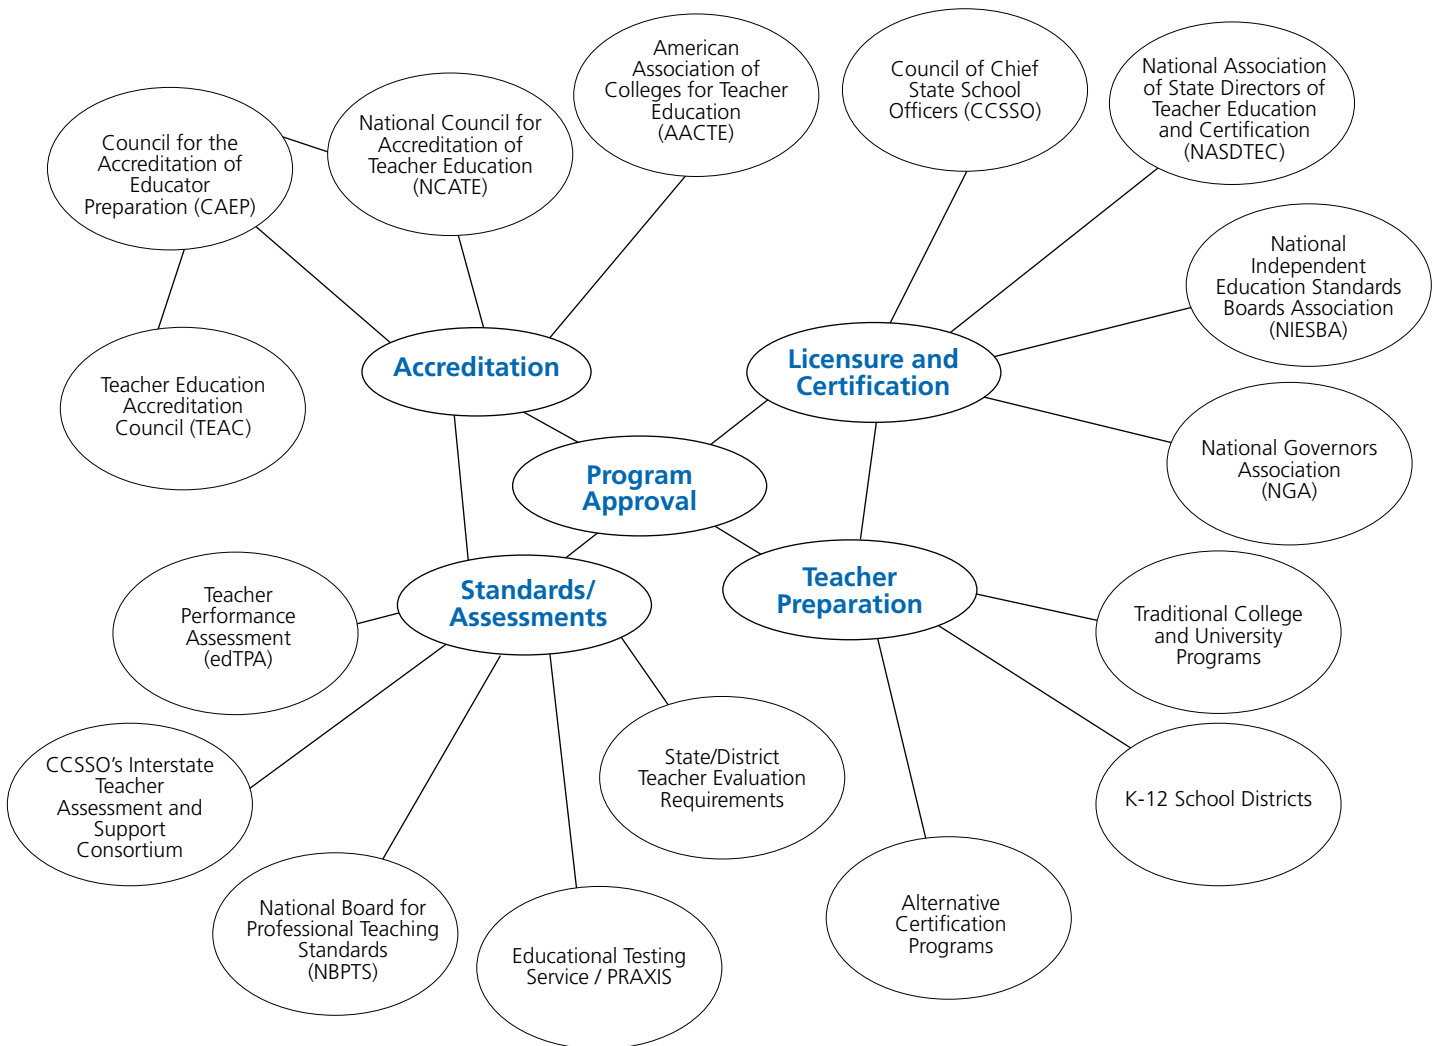 American
Association of
Colleges for Teacher
Education
(AACTE)
Council of Chief
State School
Officers (CCSSO)
National Association
of State Directors of
Teacher Education
and Certification
(NASDTEC)
Council for the
Accreditation of
Educator
Preparation (CAEP)
National Council for
Accreditation of
Teacher Education
(NCATE)
National
Independent
Education Standards
Boards Association
(NIESBA)
Teacher Education
Accreditation
Council (TEAC)
Accreditation
Licensure and
Certification
National Governors
Association
(NGA)
Program
Approval
Standards/
Assessments
Teacher
Preparation
Teacher
Performance
Assessment
(edTPA)
Traditional College
and University
Programs
CCSSO’s Interstate
Teacher
Assessment and
Support
Consortium
State/District
Teacher Evaluation
Requirements
K-12 School Districts
National Board for
Professional Teaching
Standards
(NBPTS)
Educational Testing
Service / PRAXIS
Alternative
Certification
Programs